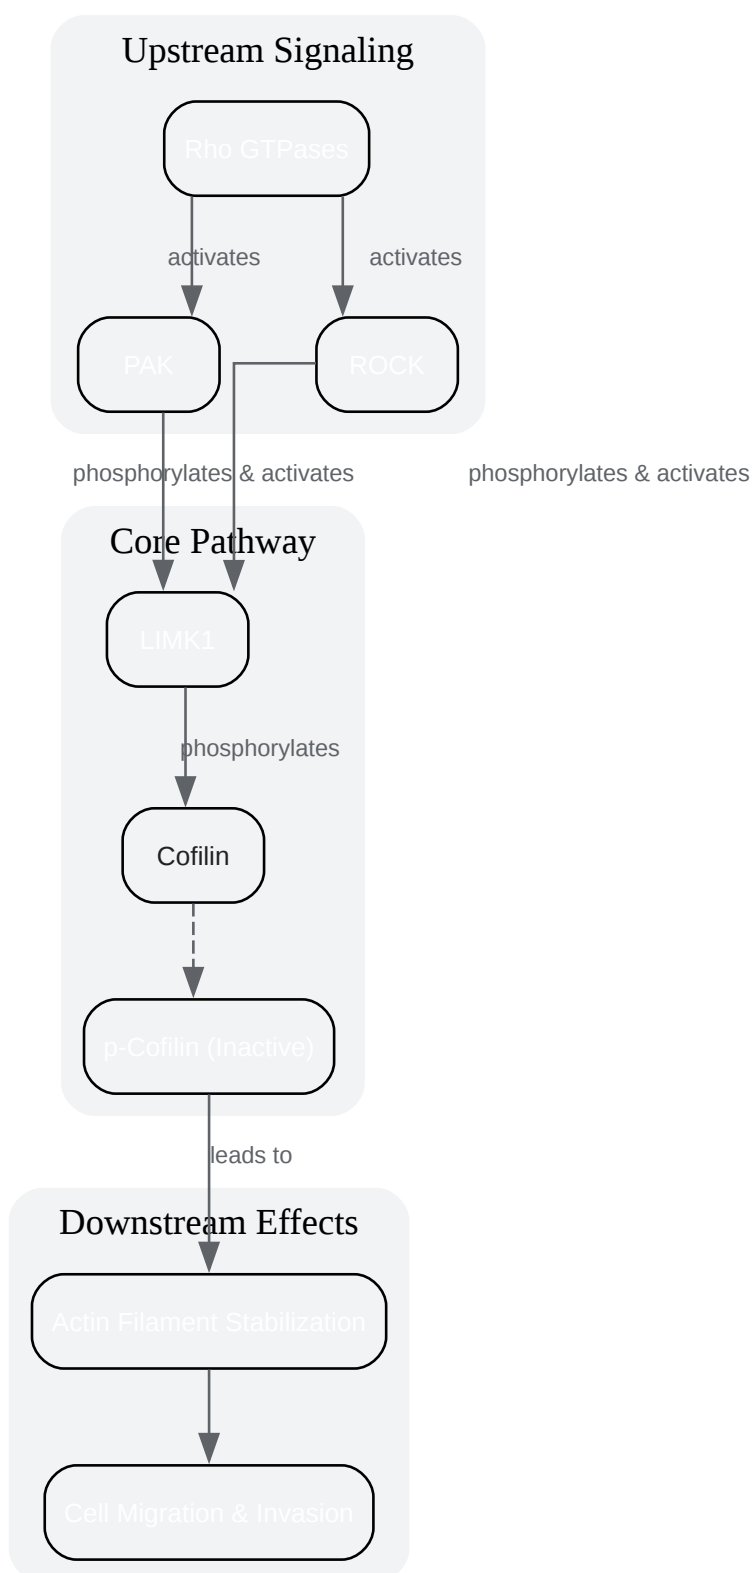 Upstream Signaling
Rho GTPases
activates
activates
PAK
ROCK
phosphorylates & activates
phosphorylates & activates
Core Pathway
LIMK1
phosphorylates
Cofilin
p-Cofilin (Inactive)
leads to
Downstream Effects
Actin Filament Stabilization
Cell Migration & Invasion